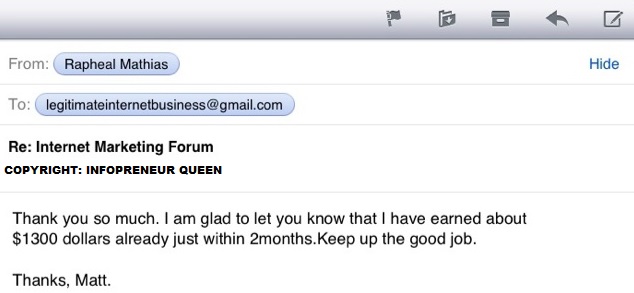 From: Rapheal Mathias
Hide
To: legitimateinternetbusiness@gmail.com
Re: Internet Marketing Forum
COPYRIGHT: INFOPRENEUR QUEEN
Thank you so much. I am glad to let you know that I have earned about
$1300 dollars already just within 2months.Keep up the good job.
Thanks, Matt.